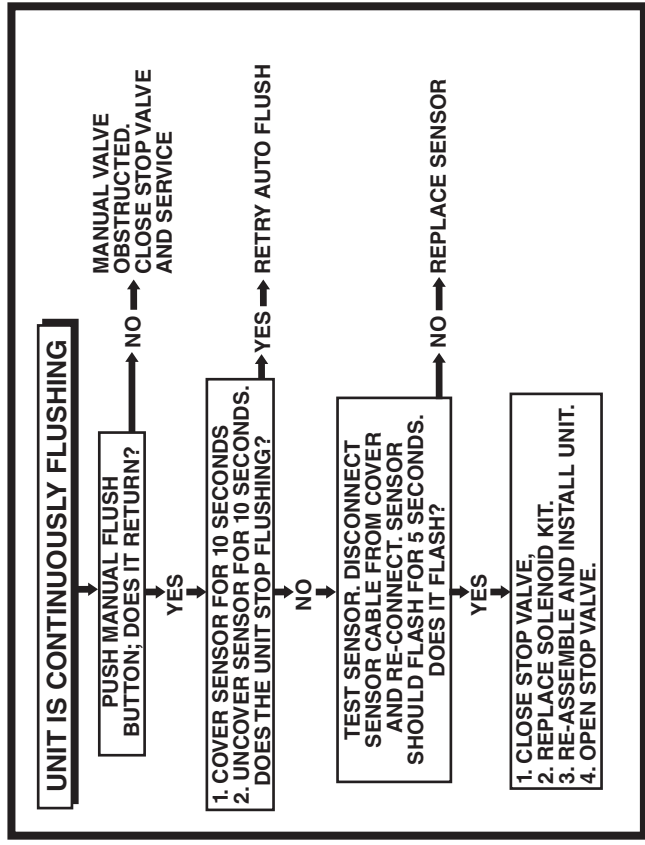 UNIT IS CONTINUOUSLY FLUSHING
PUSH MANUAL FLUSH
BUTTON; DOES IT RETURN?
NO
MANUAL VALVE
OBSTRUCTED.
CLOSE STOP VALVE
AND SERVICE
YES
1. COVER SENSOR FOR 10 SECONDS
2. UNCOVER SENSOR FOR 10 SECONDS.
DOES THE UNIT STOP FLUSHING?
YES
RETRY AUTO FLUSH
NO
TEST SENSOR. DISCONNECT
SENSOR CABLE FROM COVER
AND RE-CONNECT. SENSOR
SHOULD FLASH FOR 5 SECONDS.
DOES IT FLASH?
NO
REPLACE SENSOR
YES
1. CLOSE STOP VALVE,
2. REPLACE SOLENOID KIT.
3. RE-ASSEMBLE AND INSTALL UNIT.
4. OPEN STOP VALVE.